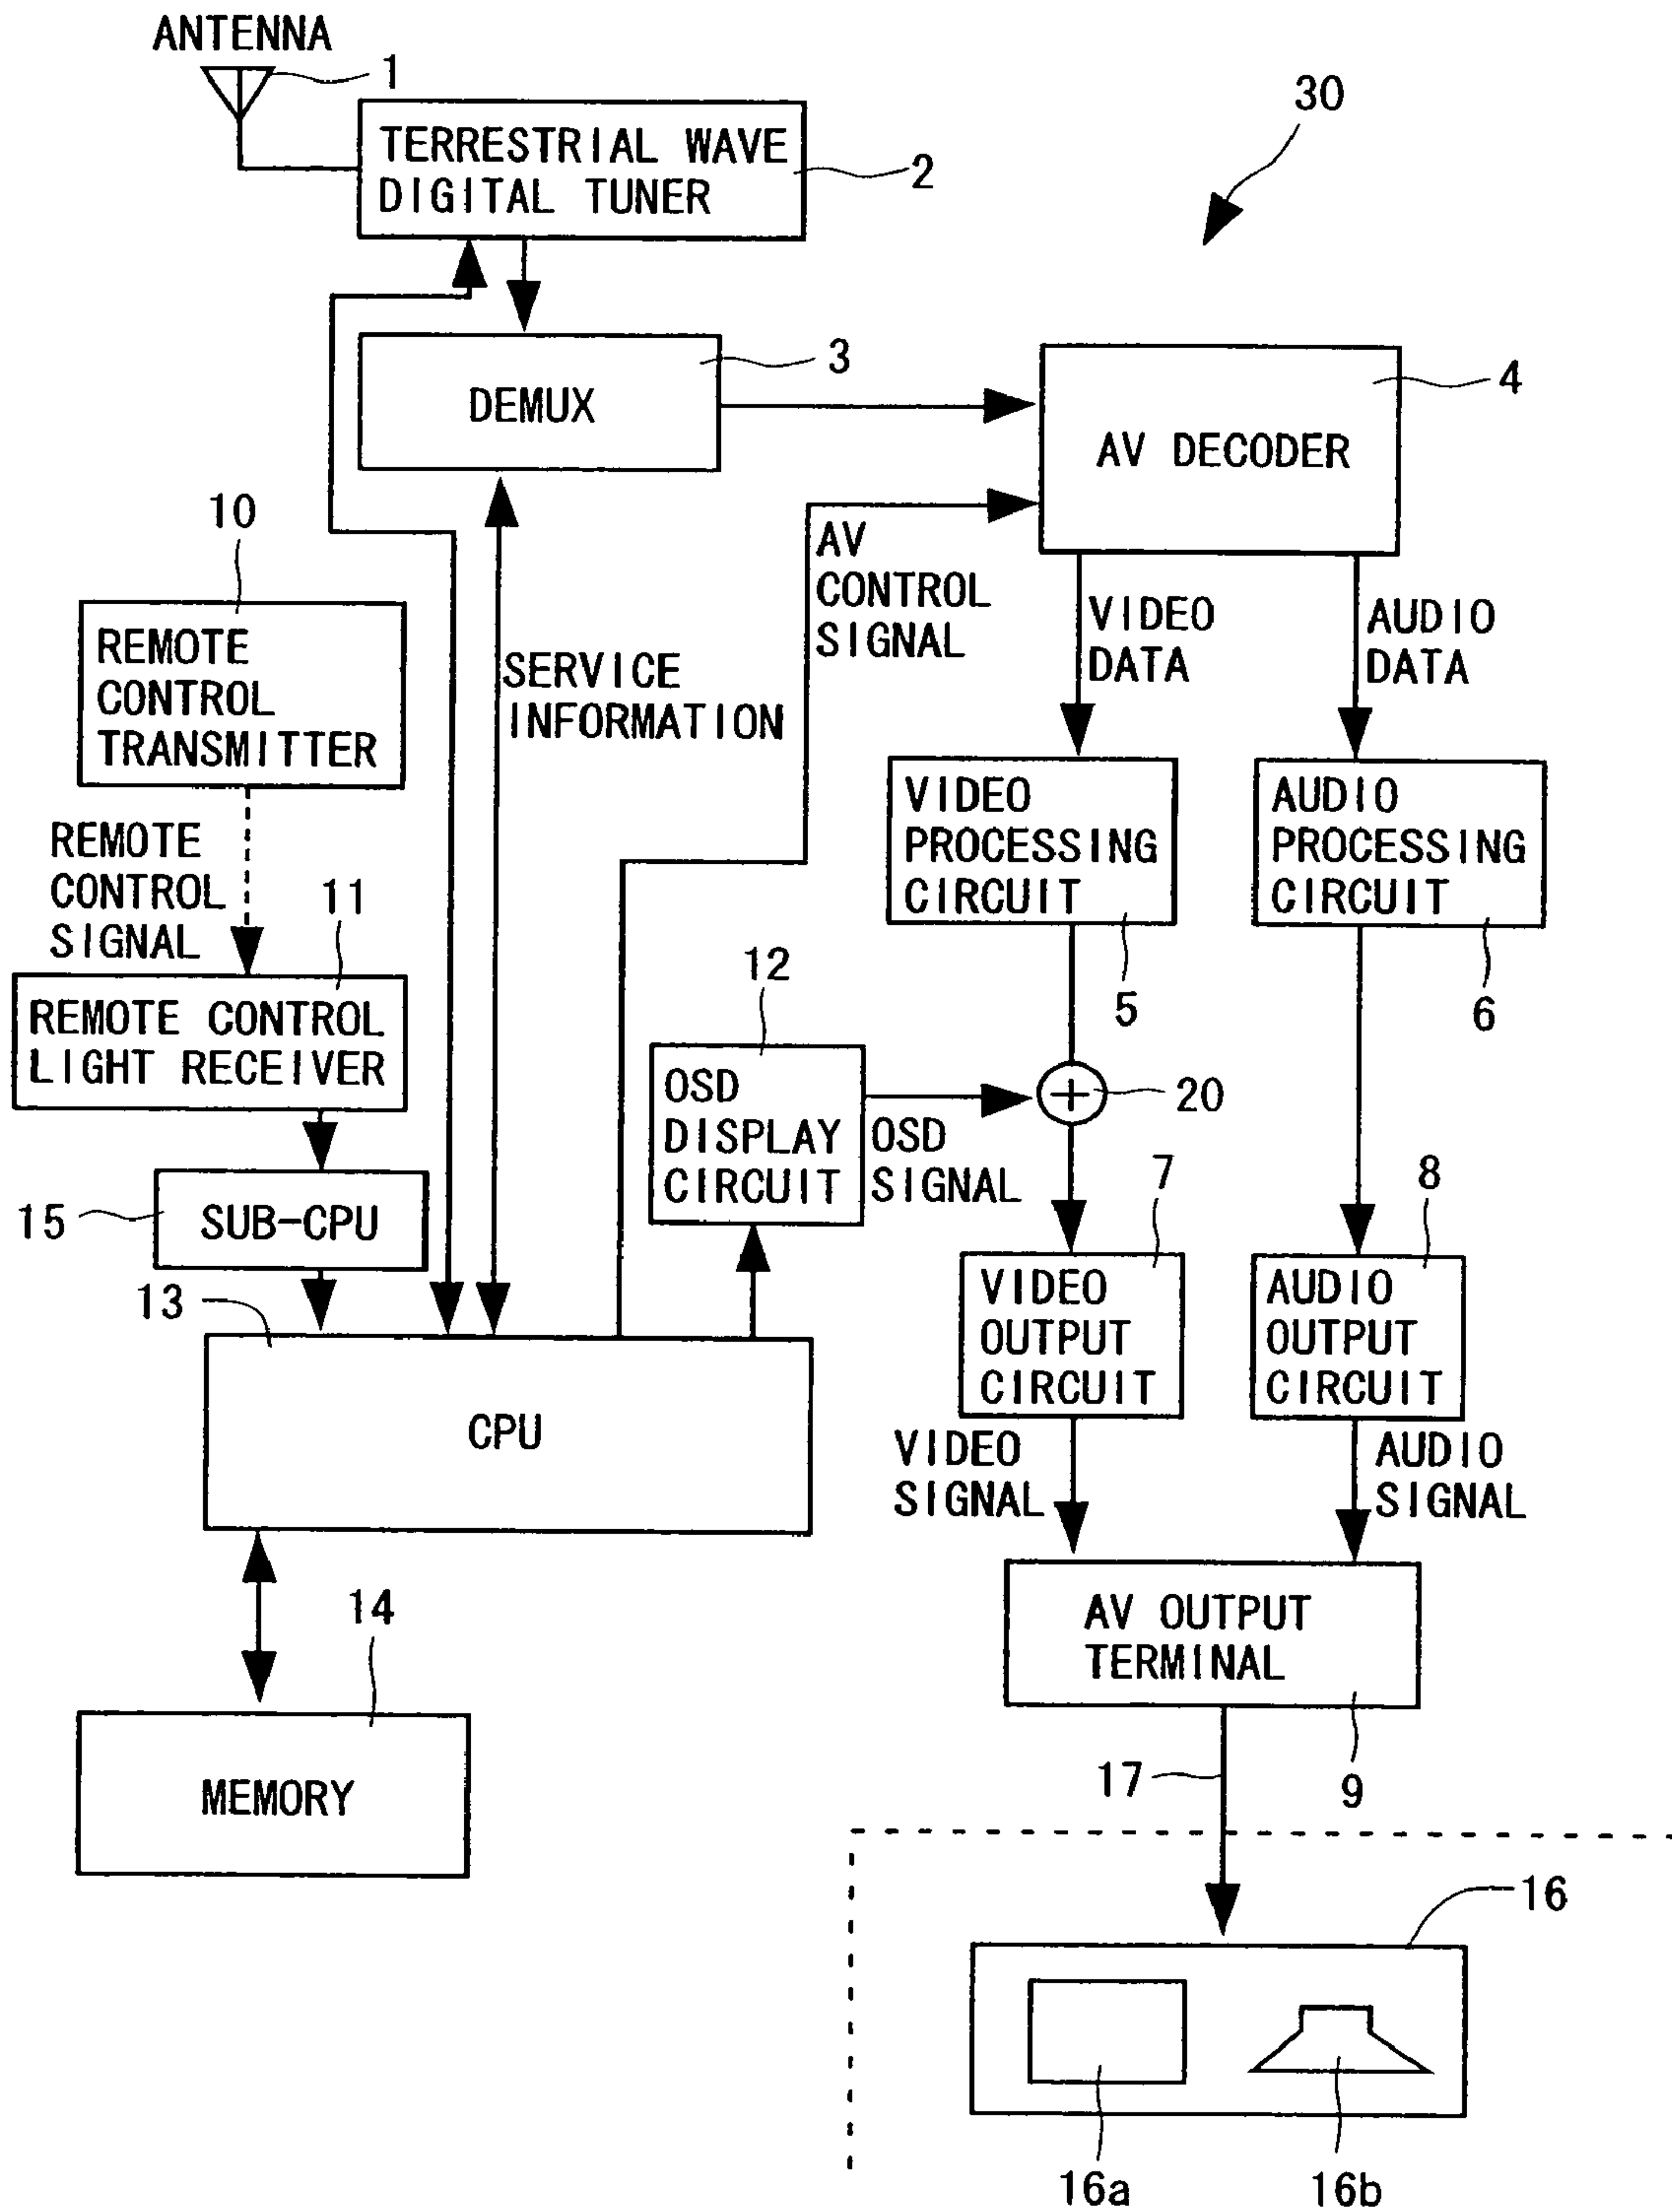 ANTENNA
1
30
TERRESTRIAL WAVE
DIGITAL TUNER
2
3
DEMUX
4
AV DECODER
10
AV
CONTROL
SIGNAL
VIDEO
DATA
AUDIO
DATA
REMOTE
CONTROL
TRANSMITTER
SERVICE
INFORMATION
VIDEO
PROCESSING
CIRCUIT
AUDIO
PROCESSING
CIRCUIT
REMOTE
CONTROL
SIGNAL
11
12
5
6
REMOTE CONTROL
LIGHT RECEIVER
OSD
DISPLAY
CIRCUIT
OSD
SIGNAL
20
15
SUB-CPU
7
8
13
VIDEO
OUTPUT
CIRCUIT
AUDIO
OUTPUT
CIRCUIT
CPU
VIDEO
SIGNAL
AUDIO
SIGNAL
14
AV OUTPUT
TERMINAL
MEMORY
17
9
16
16a
16b